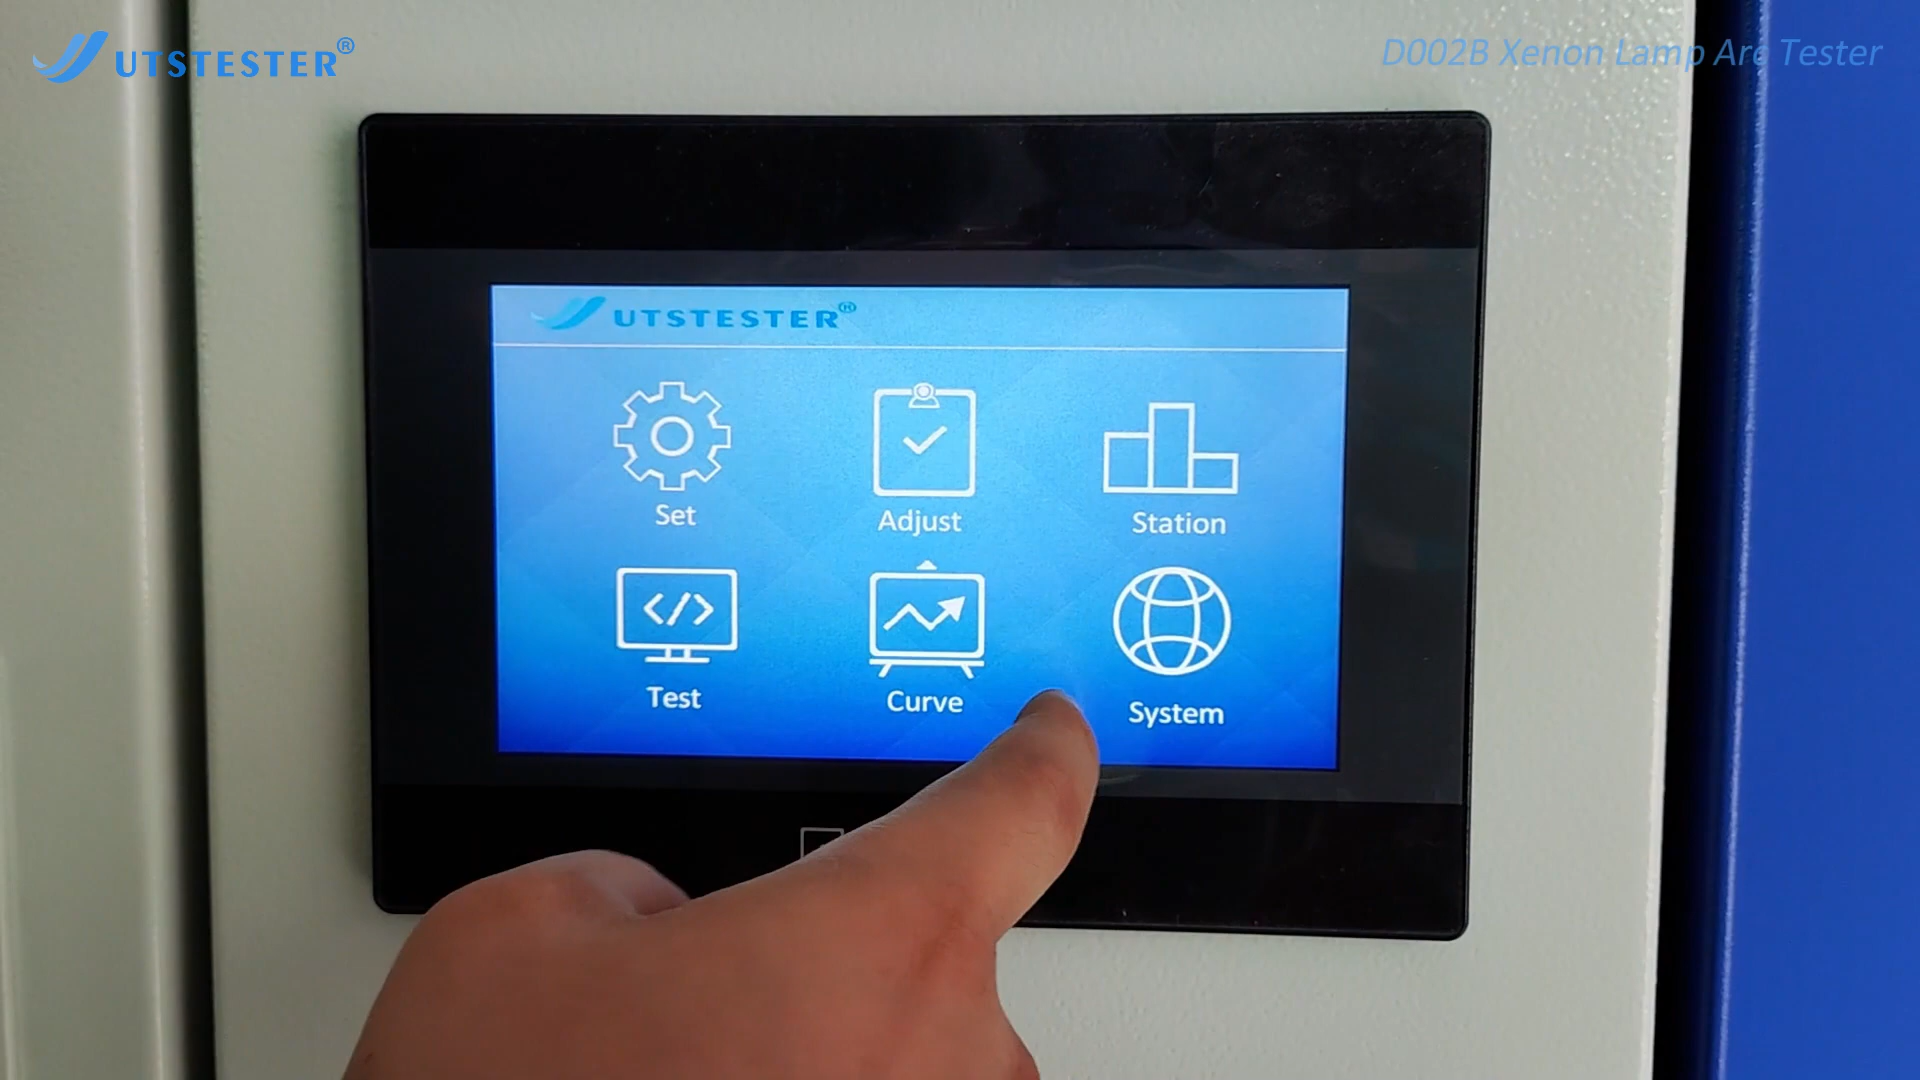 UTSTESTER®
D002B Xenon Lamp Arc Tester
UTSTESTER®
Set
Adjust
Station
</>
Test
Curve
System